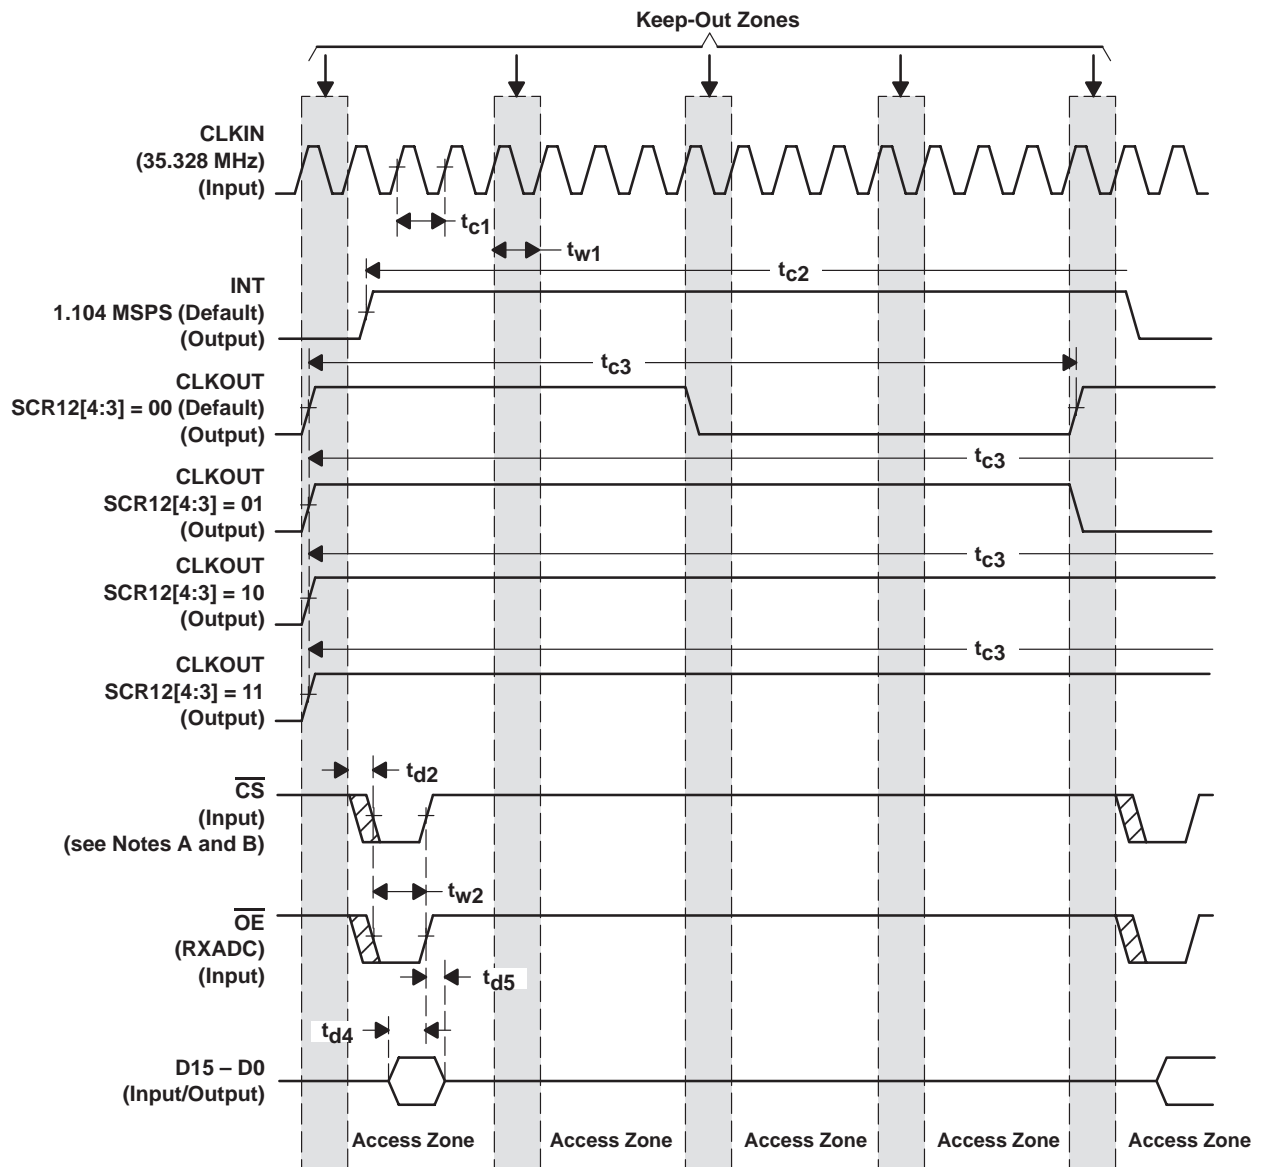 Keep-Out Zones
CLKIN
(35.328 MHz)
(Input)
tc1
tw1
tc2
INT
1.104 MSPS (Default)
(Output)
tc3
CLKOUT
SCR12[4:3] = 00 (Default)
(Output)
tc3
CLKOUT
SCR12[4:3] = 01
(Output)
tc3
CLKOUT
SCR12[4:3] = 10
(Output)
tc3
CLKOUT
SCR12[4:3] = 11
(Output)
td2
CS
(Input)
(see Notes A and B)
tw2
OE
(RXADC)
(Input)
td5
td4
D15 – D0
(Input/Output)
Access Zone Access Zone Access Zone Access Zone Access Zone